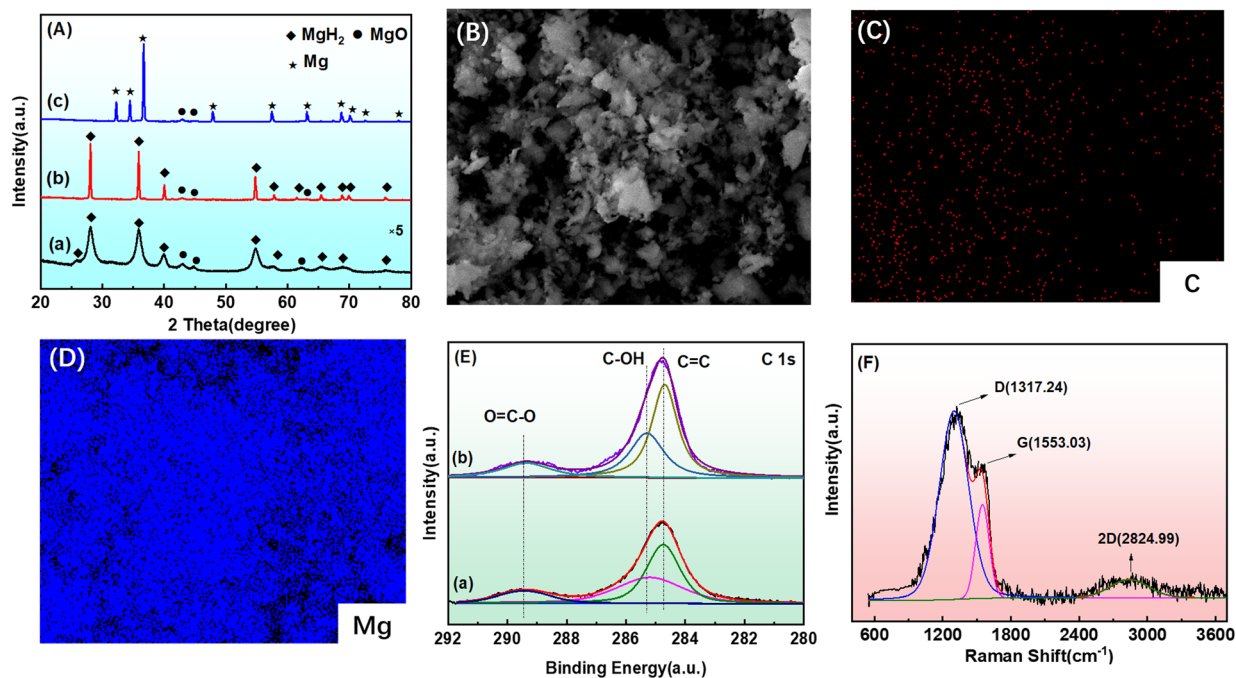 (A)
◆ MgH2 ● MgO
★ Mg
(c)
(b)
×5
(a)
Intensity(a.u.)
20 30 40 50 60 70 80
2 Theta(degree)
(B)
(C)
C
(D)
Mg
(E)
C-OH
C=C
C 1s
O=C-O
(b)
(a)
Intensity(a.u.)
292 290 288 286 284 282 280
Binding Energy(a.u.)
(F)
D(1317.24)
G(1553.03)
2D(2824.99)
Intensity(a.u.)
600 1200 1800 2400 3000 3600
Raman Shift(cm-1)